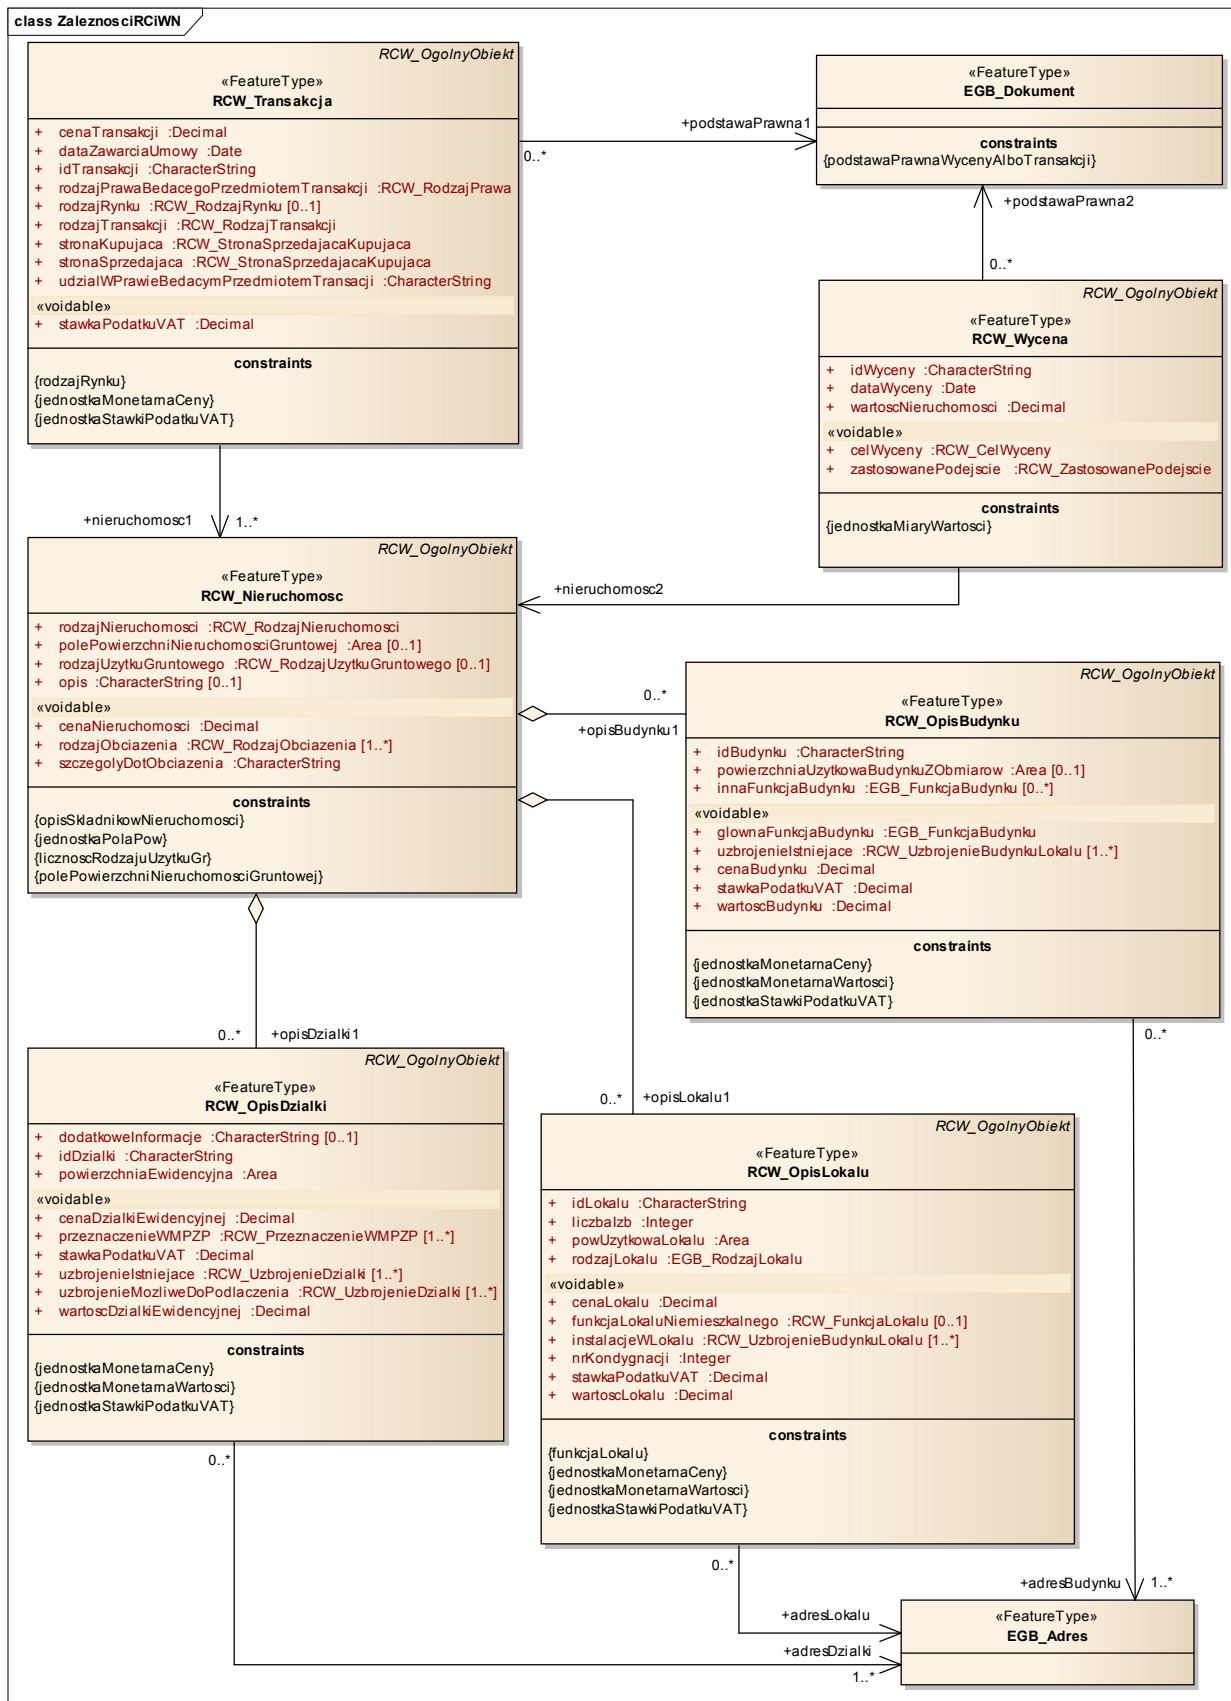 class ZaleznosciRCiWN
RCW_OgolnyObiekt
«FeatureType»
RCW_Transakcja
+ cenaTransakcji :Decimal
+ dataZawarciaUmowy :Date
+ idTransakcji :CharacterString
+ rodzajPrawaBedacegoPrzedmiotemTransakcji :RCW_RodzajPrawa
+ rodzajRynku :RCW_RodzajRynku [0..1]
+ rodzajTransakcji :RCW_RodzajTransakcji
+ stronaKupujaca :RCW_StronaSprzedajacaKupujaca
+ stronaSprzedajaca :RCW_StronaSprzedajacaKupujaca
+ udzialWPrawieBedacymPrzedmiotemTransacji :CharacterString
«voidable»
+ stawkaPodatkuVAT :Decimal
constraints
{rodzajRynku}
{jednostkaMonetarnaCeny}
{jednostkaStawkiPodatkuVAT}
+podstawaPrawna1
0..*
«FeatureType»
EGB_Dokument
constraints
{podstawaPrawnaWycenyAlboTransakcji}
+podstawaPrawna2
0..*
RCW_OgolnyObiekt
«FeatureType»
RCW_Wycena
+ idWyceny :CharacterString
+ dataWyceny :Date
+ wartoscNieruchomosci :Decimal
«voidable»
+ celWyceny :RCW_CelWyceny
+ zastosowanePodejscie :RCW_ZastosowanePodejscie
constraints
{jednostkaMiaryWartosci}
+nieruchomosc1
1..*
+nieruchomosc2
RCW_OgolnyObiekt
«FeatureType»
RCW_Nieruchomosc
+ rodzajNieruchomosci :RCW_RodzajNieruchomosci
+ polePowierzchniNieruchomosciGruntowej :Area [0..1]
+ rodzajUzytkuGruntowego :RCW_RodzajUzytkuGruntowego [0..1]
+ opis :CharacterString [0..1]
«voidable»
+ cenaNieruchomosci :Decimal
+ rodzajObciazenia :RCW_RodzajObciazenia [1..*]
+ szczegolyDotObciazenia :CharacterString
constraints
{opisSkladnikowNieruchomosci}
{jednostkaPolaPow}
{licznoscRodzajuUzytkuGr}
{polePowierzchniNieruchomosciGruntowej}
0..*
+opisBudynku1
RCW_OgolnyObiekt
«FeatureType»
RCW_OpisBudynku
+ idBudynku :CharacterString
+ powierzchniaUzytkowaBudynkuZObmiarow :Area [0..1]
+ innaFunkcjaBudynku :EGB_FunkcjaBudynku [0..*]
«voidable»
+ glownaFunkcjaBudynku :EGB_FunkcjaBudynku
+ uzbrojenieIstniejace :RCW_UzbrojenieBudynkuLokalu [1..*]
+ cenaBudynku :Decimal
+ stawkaPodatkuVAT :Decimal
+ wartoscBudynku :Decimal
constraints
{jednostkaMonetarnaCeny}
{jednostkaMonetarnaWartosci}
{jednostkaStawkiPodatkuVAT}
0..*
0..*
+opisDzialki1
RCW_OgolnyObiekt
«FeatureType»
RCW_OpisDzialki
+ dodatkoweInformacje :CharacterString [0..1]
+ idDzialki :CharacterString
+ powierzchniaEwidencyjna :Area
«voidable»
+ cenaDzialkiEwidencyjnej :Decimal
+ przeznaczenieWMPZP :RCW_PrzeznaczenieWMPZP [1..*]
+ stawkaPodatkuVAT :Decimal
+ uzbrojenieIstniejace :RCW_UzbrojenieDzialki [1..*]
+ uzbrojenieMozliweDoPodlaczenia :RCW_UzbrojenieDzialki [1..*]
+ wartoscDzialkiEwidencyjnej :Decimal
constraints
{jednostkaMonetarnaCeny}
{jednostkaMonetarnaWartosci}
{jednostkaStawkiPodatkuVAT}
0..*
0..*
+opisLokalu1
RCW_OgolnyObiekt
«FeatureType»
RCW_OpisLokalu
+ idLokalu :CharacterString
+ liczbaIzb :Integer
+ powUzytkowaLokalu :Area
+ rodzajLokalu :EGB_RodzajLokalu
«voidable»
+ cenaLokalu :Decimal
+ funkcjaLokaluNiemieszkalnego :RCW_FunkcjaLokalu [0..1]
+ instalacjeWLokalu :RCW_UzbrojenieBudynkuLokalu [1..*]
+ nrKondygnacji :Integer
+ stawkaPodatkuVAT :Decimal
+ wartoscLokalu :Decimal
constraints
{funkcjaLokalu}
{jednostkaMonetarnaCeny}
{jednostkaMonetarnaWartosci}
{jednostkaStawkiPodatkuVAT}
0..*
+adresBudynku
1..*
+adresLokalu
+adresDzialki
1..*
«FeatureType»
EGB_Adres